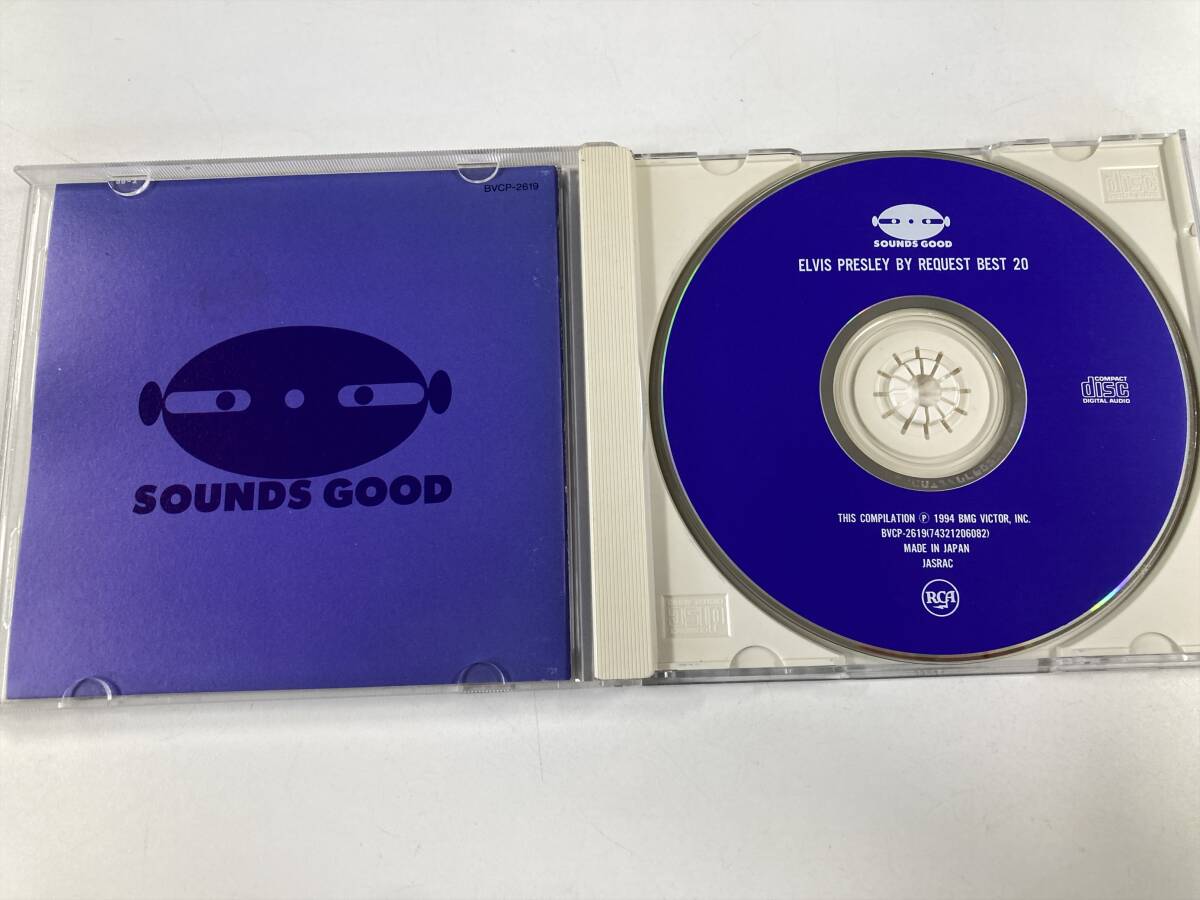 BVCP-2619
SOUNDS GOOD
SOUNDS GOOD
ELVIS PRESLEY BY REQUEST BEST 20
COMPACT
disc
DIGITAL AUDIO
THIS COMPILATION Ⓟ 1994 BMG VICTOR, INC.
BVCP-2619(74321206082)
MADE IN JAPAN
JASRAC
RCA